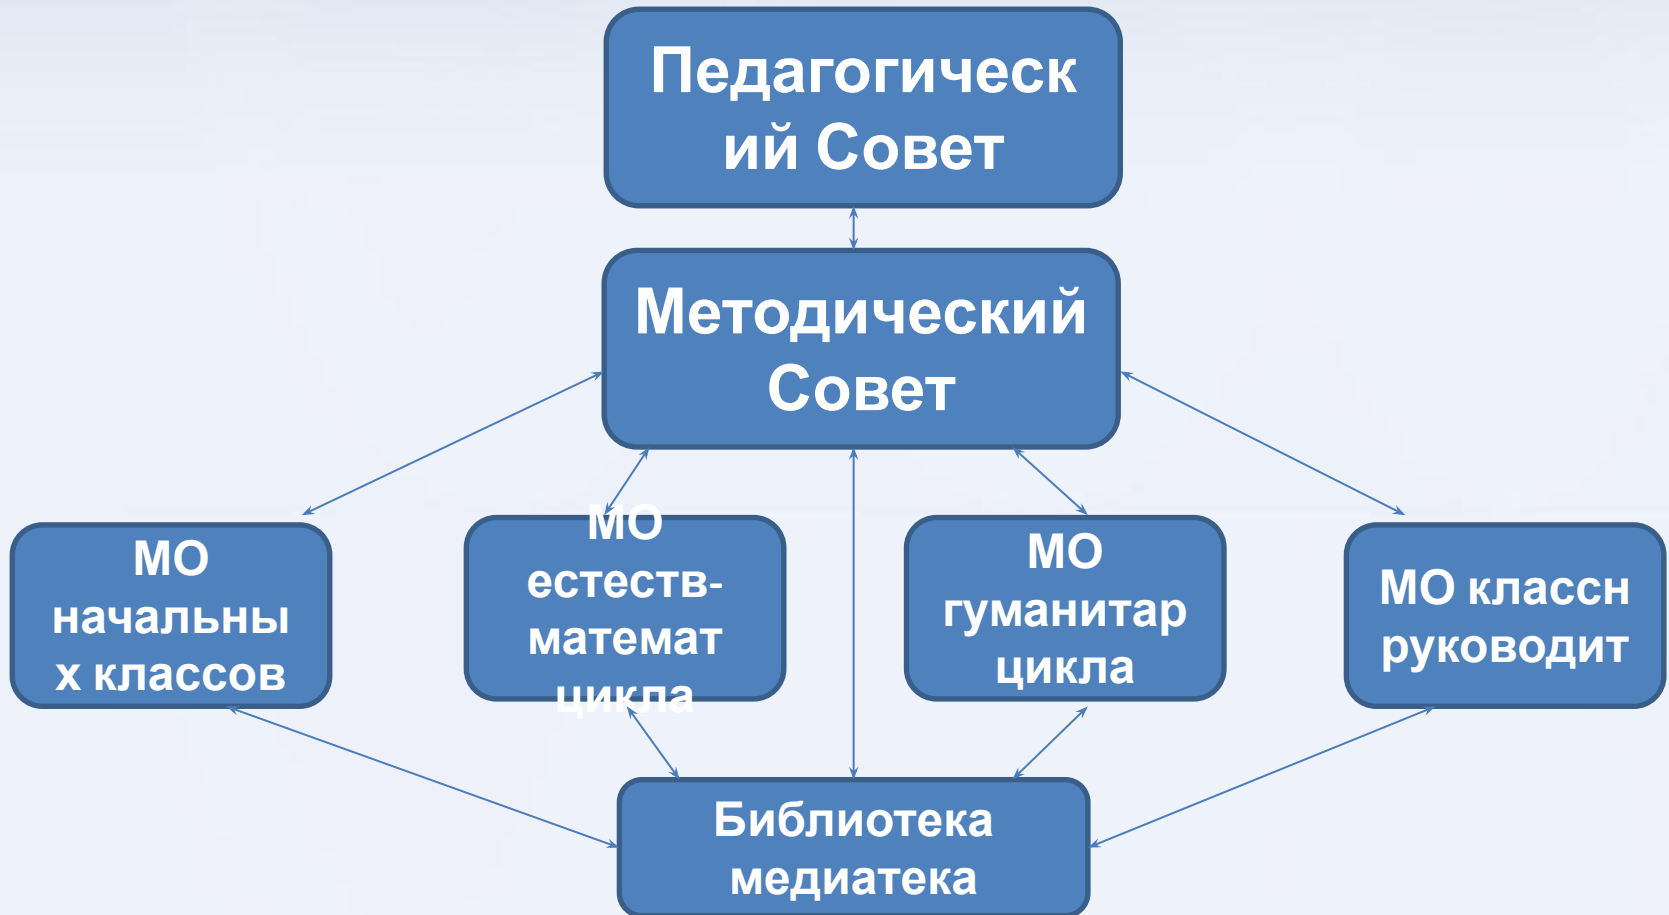 Педагогическ
ий Совет
Методический
Совет
МО
начальны
х классов
МО
естеств-
математ
цикла
МО
гуманитар
цикла
МО классн
руководит
Библиотека
медиатека